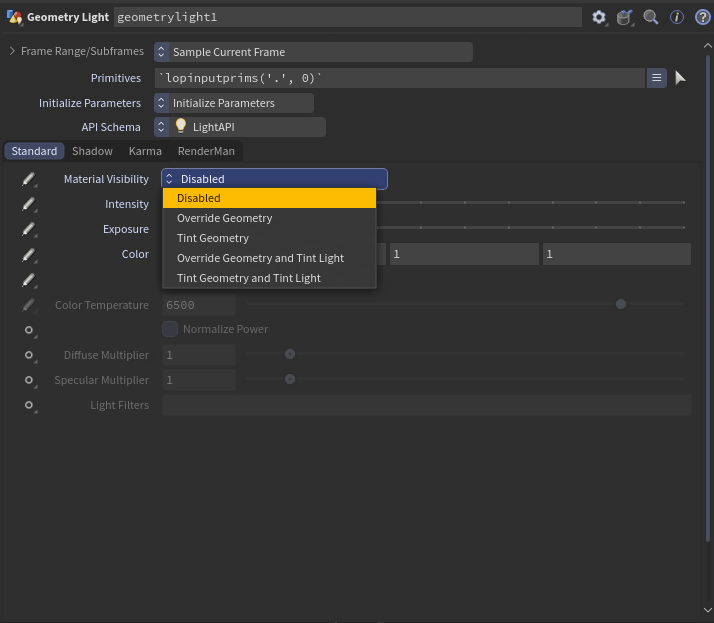 Geometry Light geometrylight1
Frame Range/Subframes Sample Current Frame
Primitives `lopinputprims('.', 0)`
Initialize Parameters Initialize Parameters
API Schema LightAPI
Standard Shadow Karma RenderMan
Material Visibility Disabled
Disabled
Intensity
Override Geometry
Exposure
Tint Geometry
Color 1 1
Override Geometry and Tint Light
Tint Geometry and Tint Light
Color Temperature 6500
Normalize Power
Diffuse Multiplier 1
Specular Multiplier 1
Light Filters